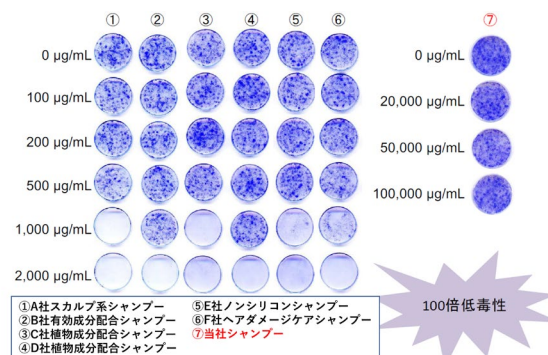 ① ② ③ ④ ⑤ ⑥ ⑦
0 μg/mL
100 μg/mL
200 μg/mL
500 μg/mL
1,000 μg/mL
2,000 μg/mL
0 μg/mL
20,000 μg/mL
50,000 μg/mL
100,000 μg/mL
①A社スカルプ系シャンプー
②B社有効成分配合シャンプー
③C社植物成分配合シャンプー
④D社植物成分配合シャンプー
⑤E社ノンシリコンシャンプー
⑥F社ヘアダメージケアシャンプー
⑦当社シャンプー
100倍低毒性